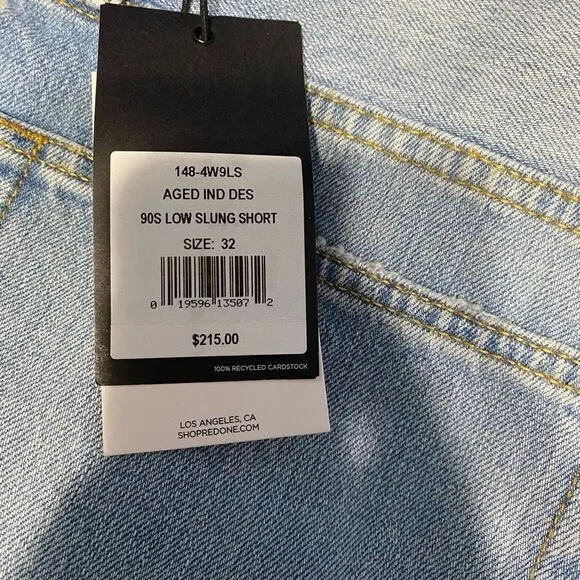 148-4W9LS
AGED IND DES
90S LOW SLUNG SHORT
SIZE: 32
0 19596 13507 2
$215.00
100% RECYCLED CARDSTOCK
LOS ANGELES, CA
SHOPREDONE.COM